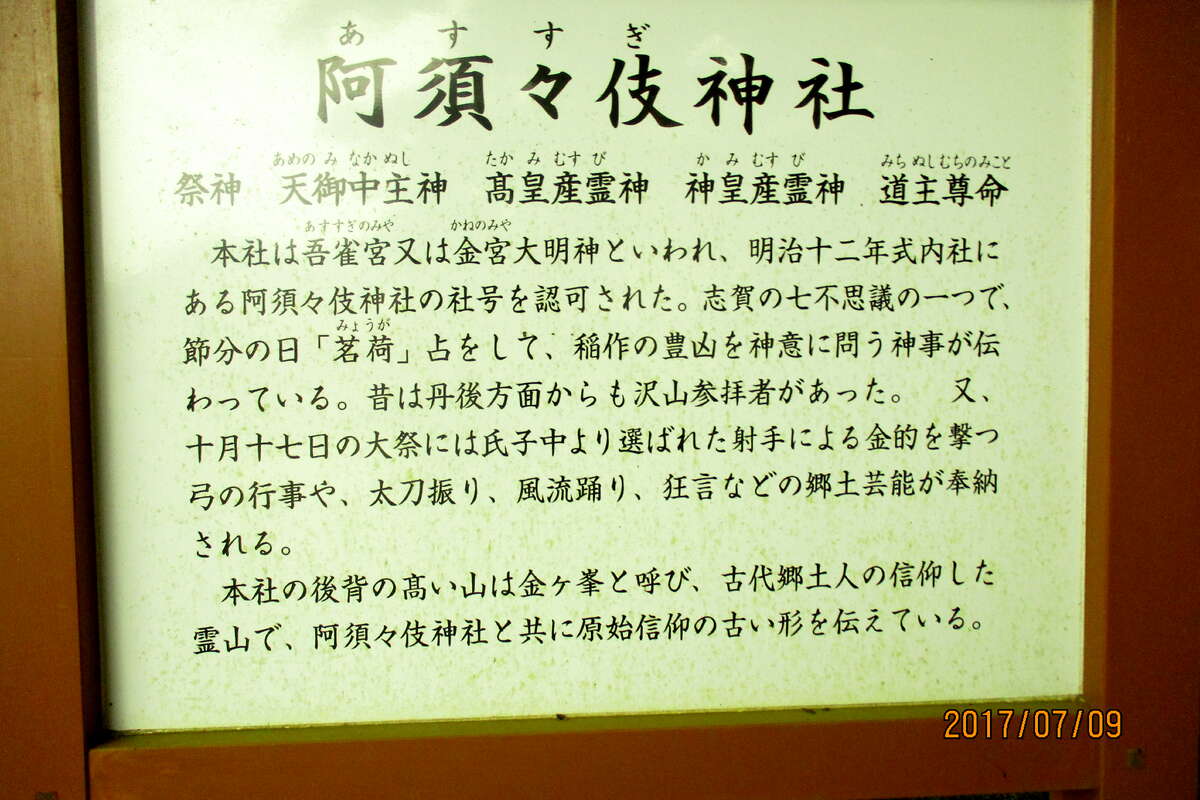 あすすぎ
阿須々伎神社
あめのみなかぬし たかみむすび かみむすび みちぬしむちのみこと
祭神 天御中主神 髙皇産霊神 神皇産霊神 道主尊命
あすすぎのみや かねのみや
本社は吾雀宮又は金宮大明神といわれ、明治十二年式内社に
ある阿須々伎神社の社号を認可された。志賀の七不思議の一つで、
みょうが
節分の日「茗荷」占をして、稲作の豊凶を神意に問う神事が伝
わっている。昔は丹後方面からも沢山参拝者があった。 又、
十月十七日の大祭には氏子中より選ばれた射手による金的を撃つ
弓の行事や、太刀振り、風流踊り、狂言などの郷土芸能が奉納
される。
本社の後背の髙い山は金ヶ峯と呼び、古代郷土人の信仰した
霊山で、阿須々伎神社と共に原始信仰の古い形を伝えている。
2017/07/09